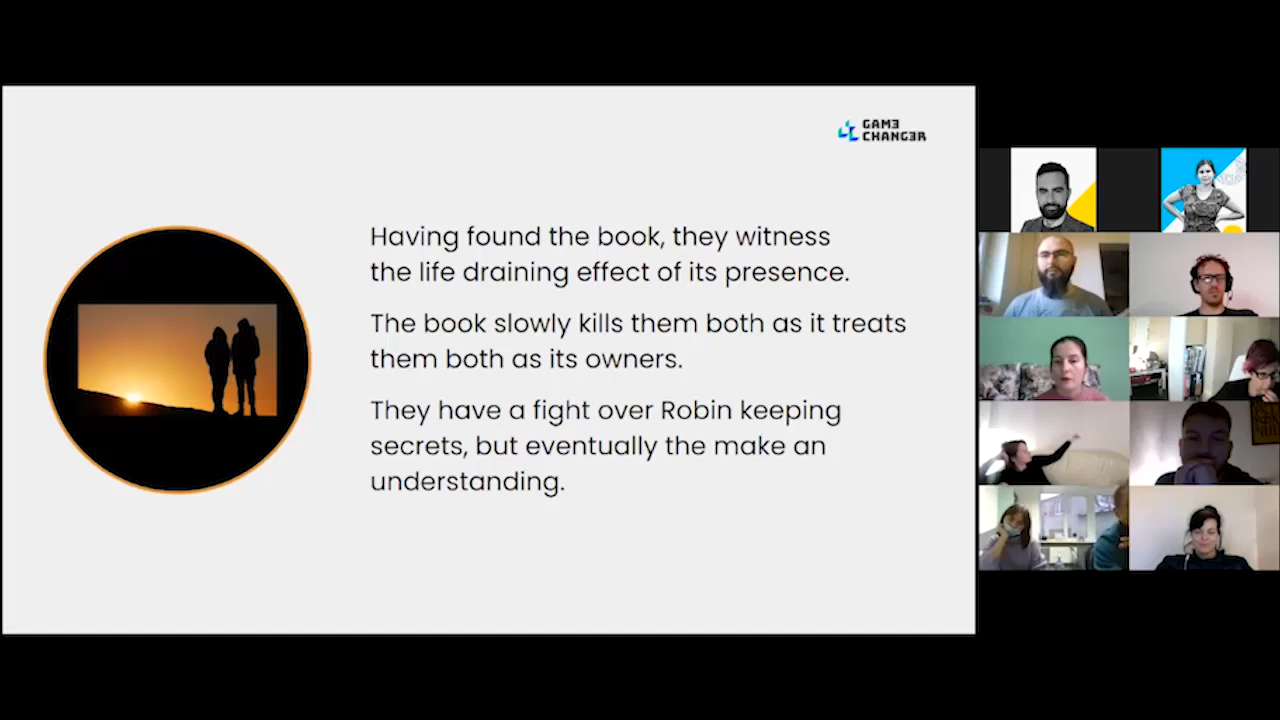 GAM3
CHANG3R
Having found the book, they witness
the life draining effect of its presence.
The book slowly kills them both as it treats
them both as its owners.
They have a fight over Robin keeping
secrets, but eventually the make an
understanding.